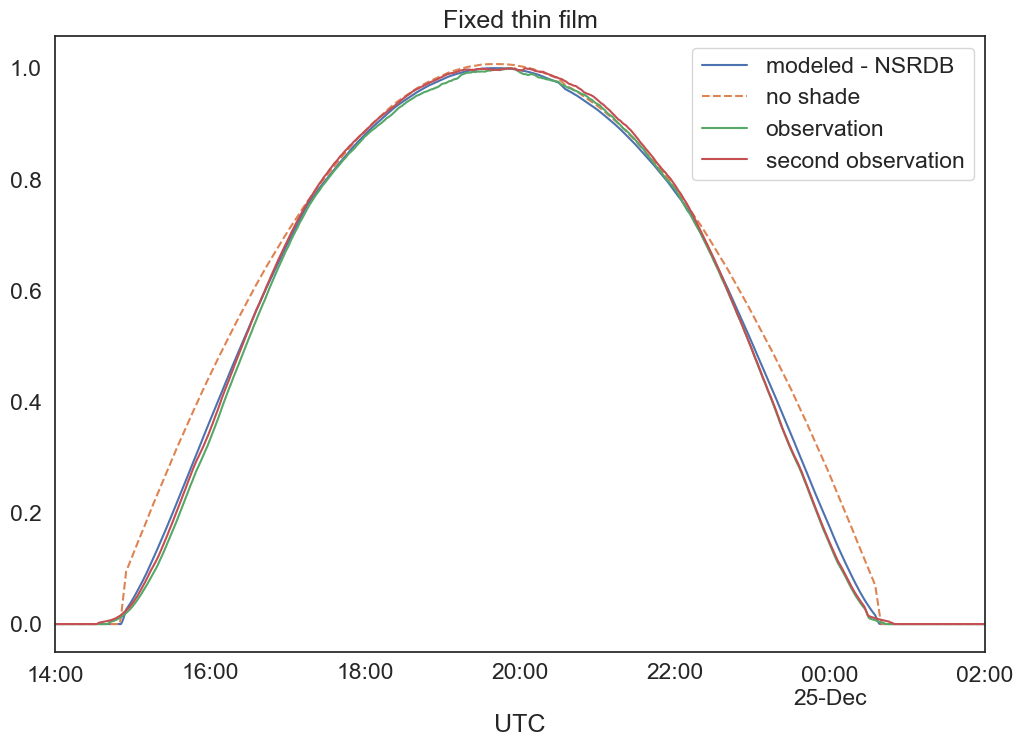 Fixed thin film
1.0
0.8
0.6
0.4
0.2
0.0
modeled - NSRDB
no shade
observation
second observation
14:00 16:00 18:00 20:00 22:00 00:00 02:00
25-Dec
UTC